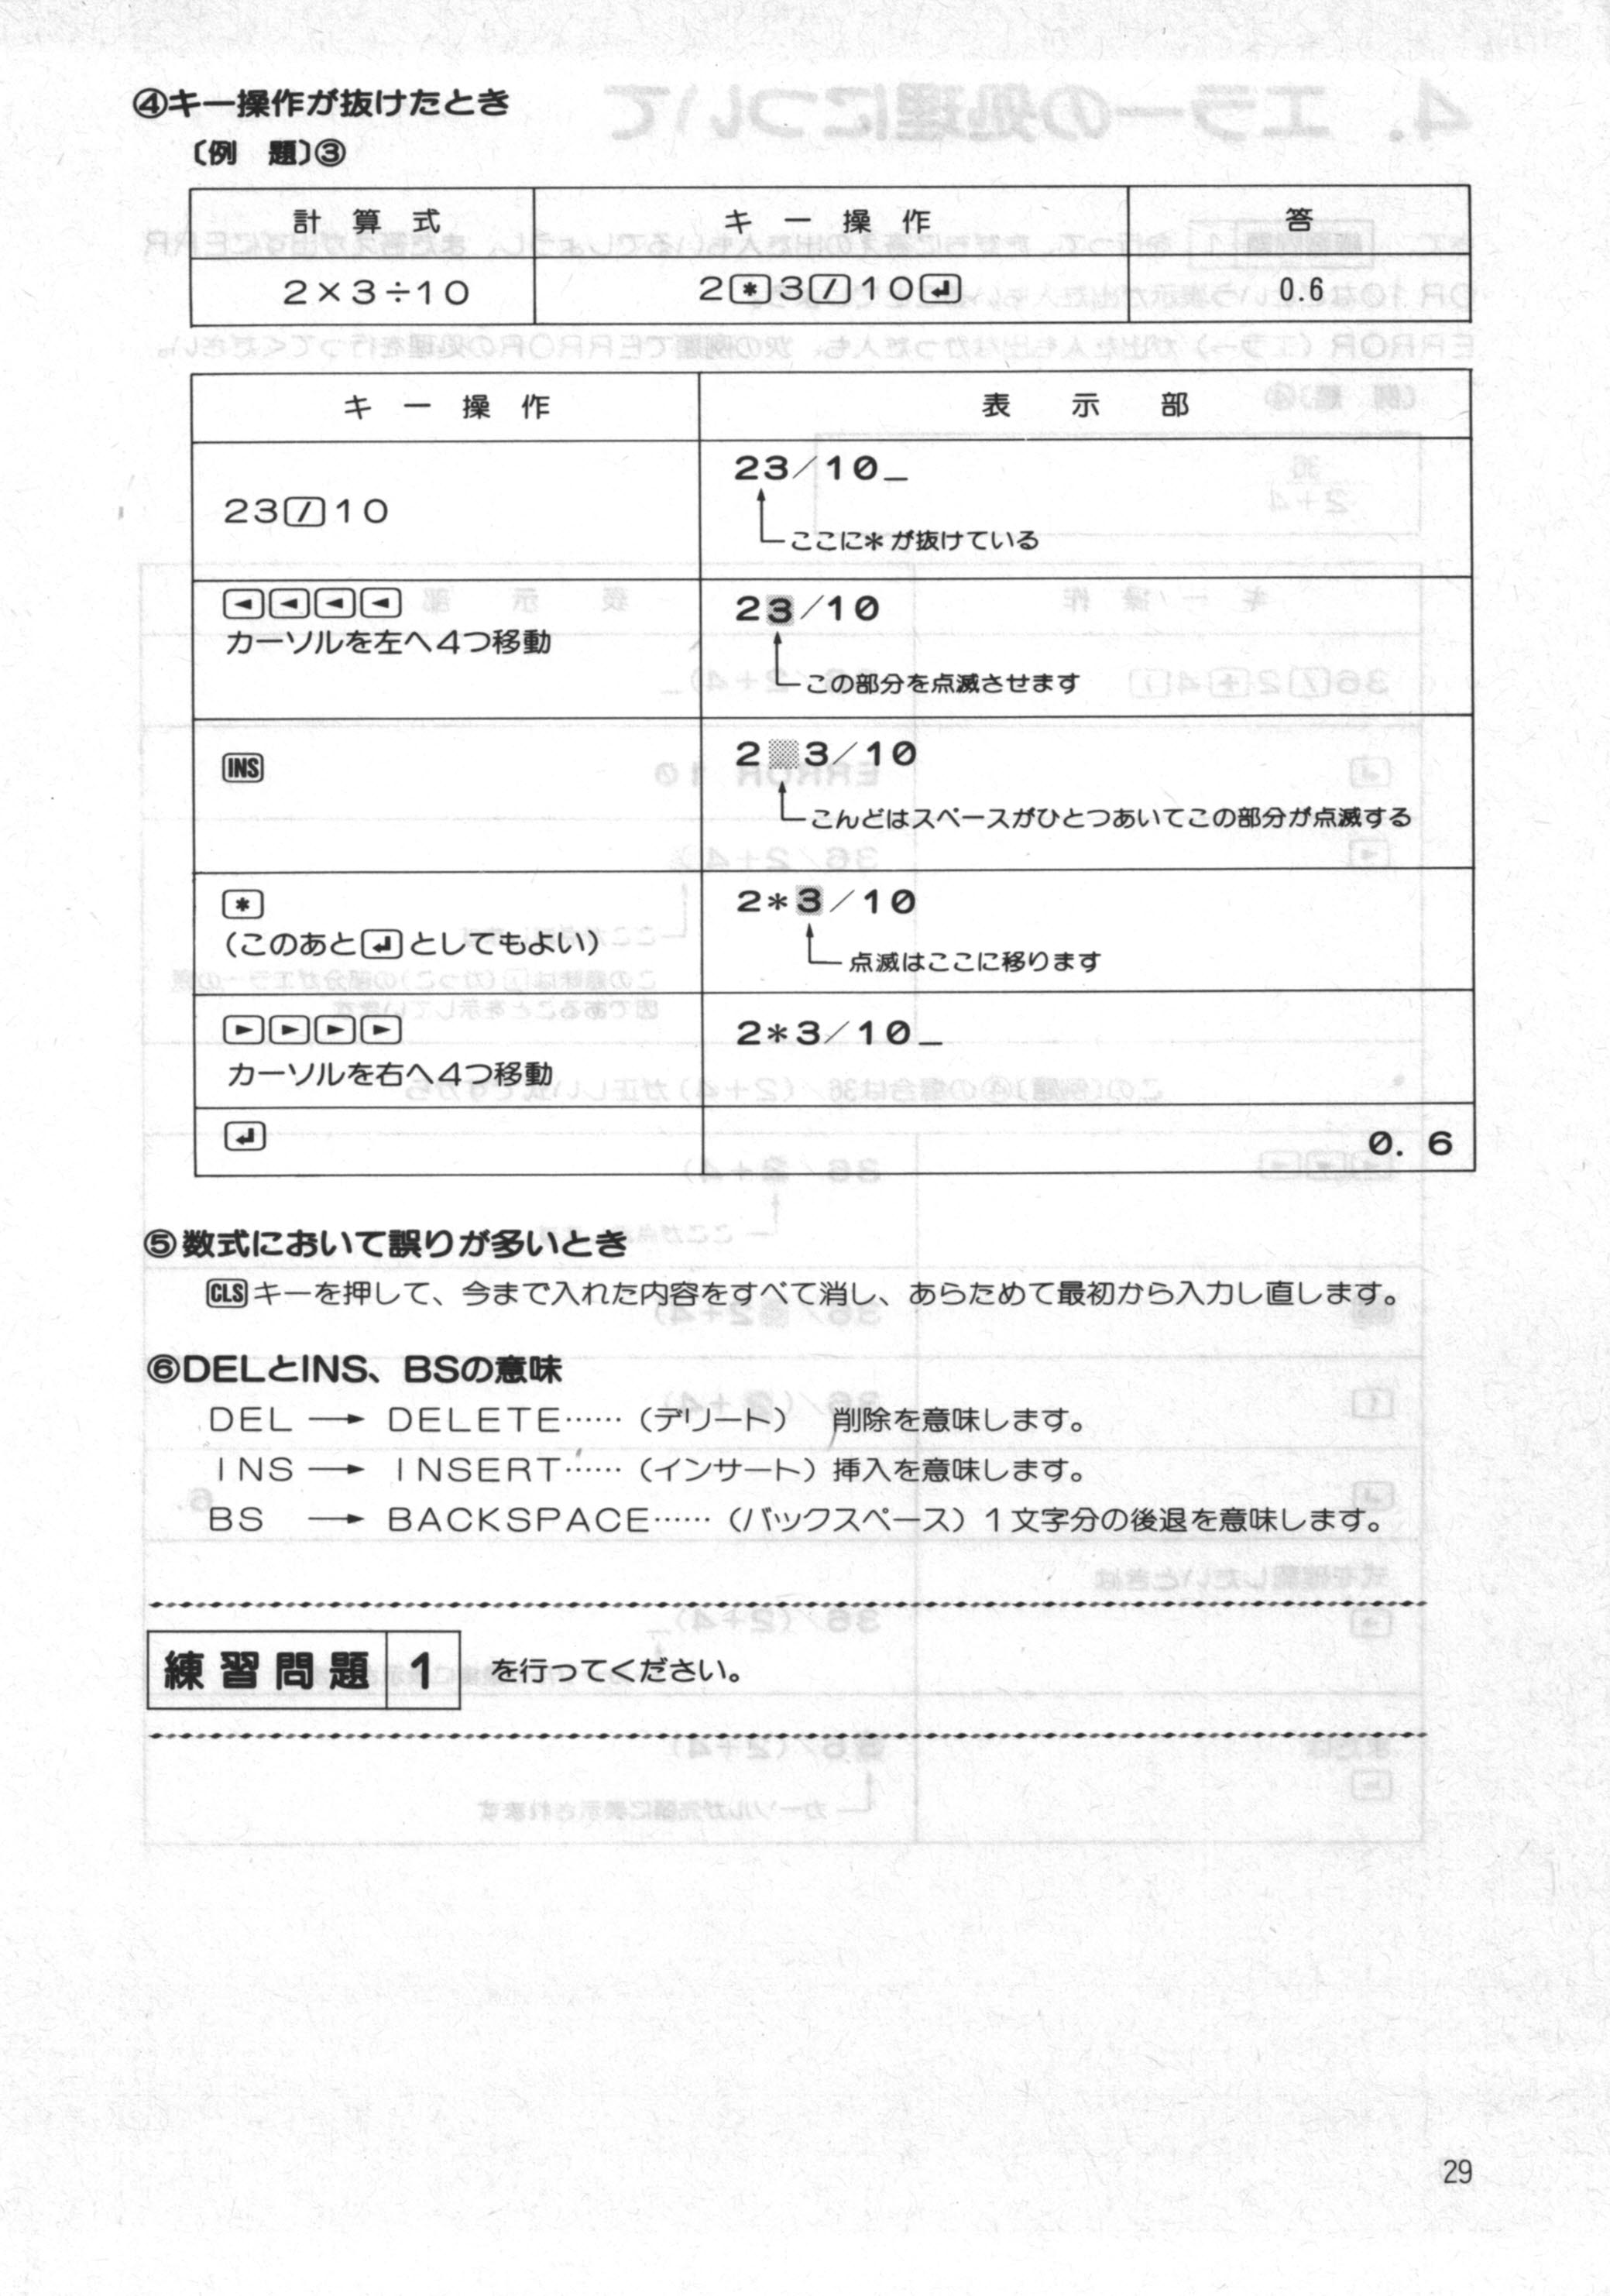 ④キー操作が抜けたとき
〔例　題〕③
計　算　式　キ　ー　操　作　答
2×3÷10　2[*]3[/]10[↲]　0.6
キ　ー　操　作　表　示　部
23/10_
23[/]10
ここに*が抜けている
[◄][◄][◄][◄]　23/10
カーソルを左へ4つ移動
この部分を点滅させます
[INS]　2 3/10
こんどはスペースがひとつあいてこの部分が点滅する
[*]　2*3/10
（このあと[↲]としてもよい）
点滅はここに移ります
[►][►][►][►]　2*3/10_
カーソルを右へ4つ移動
[↲]　0. 6
⑤数式において誤りが多いとき
[CLS]キーを押して、今まで入れた内容をすべて消し、あらためて最初から入力し直します。
⑥DELとINS、BSの意味
DEL → DELETE……（デリート）　削除を意味します。
INS → INSERT……（インサート）挿入を意味します。
BS → BACKSPACE……（バックスペース）1文字分の後退を意味します。
練習問題 1 を行ってください。
29